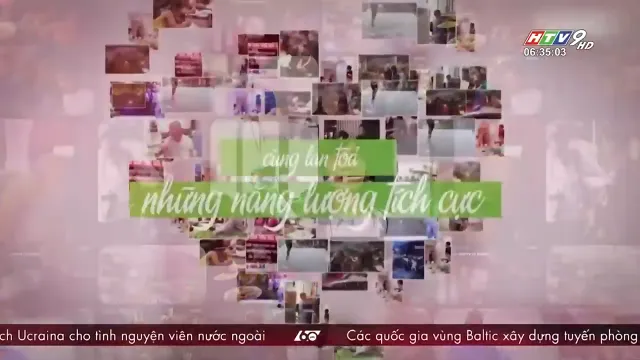 HTV9 HD
06:35:03
cùng lan tỏa
những năng lượng tích cực
ch Ucraina cho tình nguyện viên nước ngoài
60
Các quốc gia vùng Baltic xây dựng tuyến phòng